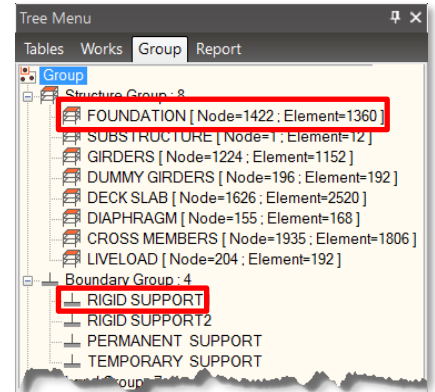 Tree Menu
Tables Works Group Report
Group
Structure Group : 8
FOUNDATION [ Node=1422 ; Element=1360 ]
SUBSTRUCTURE [ Node=1 ; Element=12 ]
GIRDERS [ Node=1224 ; Element=1152 ]
DUMMY GIRDERS [ Node=196 ; Element=192 ]
DECK SLAB [ Node=1626 ; Element=2520 ]
DIAPHRAGM [ Node=155 ; Element=168 ]
CROSS MEMBERS [ Node=1935 ; Element=1806 ]
LIVELOAD [ Node=204 ; Element=192 ]
Boundary Group : 4
RIGID SUPPORT
RIGID SUPPORT2
PERMANENT SUPPORT
TEMPORARY SUPPORT